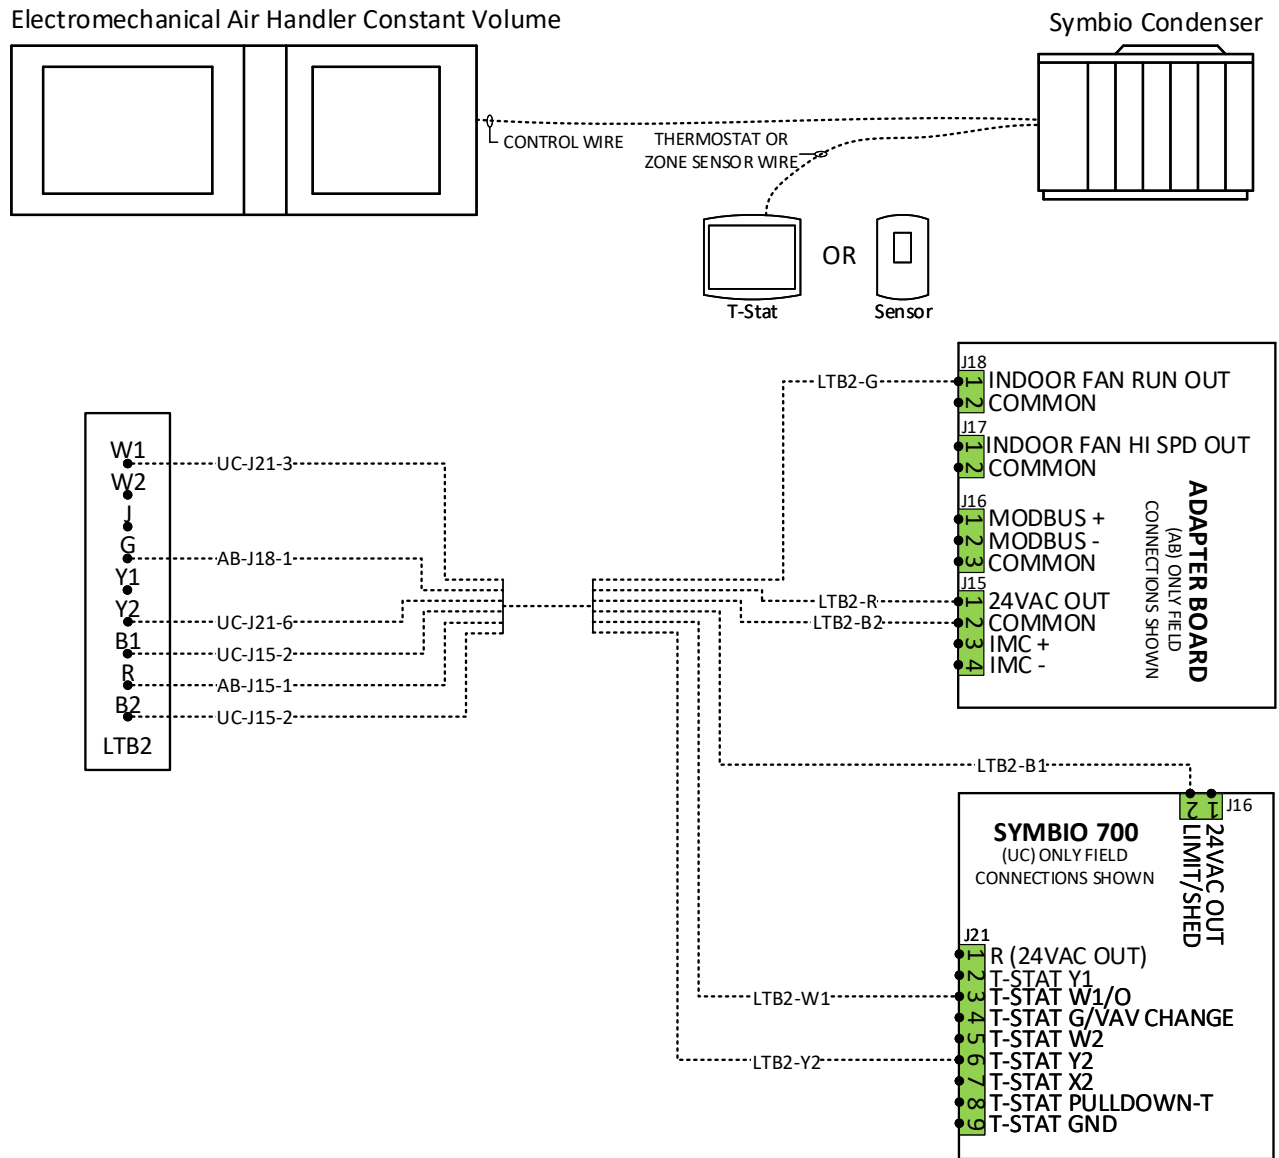 Electromechanical Air Handler Constant Volume
Symbio Condenser
CONTROL WIRE
THERMOSTAT OR
ZONE SENSOR WIRE
OR
T-Stat
Sensor
W1
W2
J
G
Y1
Y2
B1
R
B2
LTB2
UC-J21-3
AB-J18-1
UC-J21-6
UC-J15-2
AB-J15-1
UC-J15-2
LTB2-G
LTB2-R
LTB2-B2
LTB2-B1
LTB2-W1
LTB2-Y2
J18
1 INDOOR FAN RUN OUT
2 COMMON
J17
1 INDOOR FAN HI SPD OUT
2 COMMON
J16
1 MODBUS +
2 MODBUS -
3 COMMON
J15
1 24VAC OUT
2 COMMON
3 IMC +
4 IMC -
ADAPTER BOARD
(AB) ONLY FIELD
CONNECTIONS SHOWN
J16
1 24VAC OUT
2 LIMIT/SHED
SYMBIO 700
(UC) ONLY FIELD
CONNECTIONS SHOWN
J21
1 R (24VAC OUT)
2 T-STAT Y1
3 T-STAT W1/O
4 T-STAT G/VAV CHANGE
5 T-STAT W2
6 T-STAT Y2
7 T-STAT X2
8 T-STAT PULLDOWN-T
9 T-STAT GND